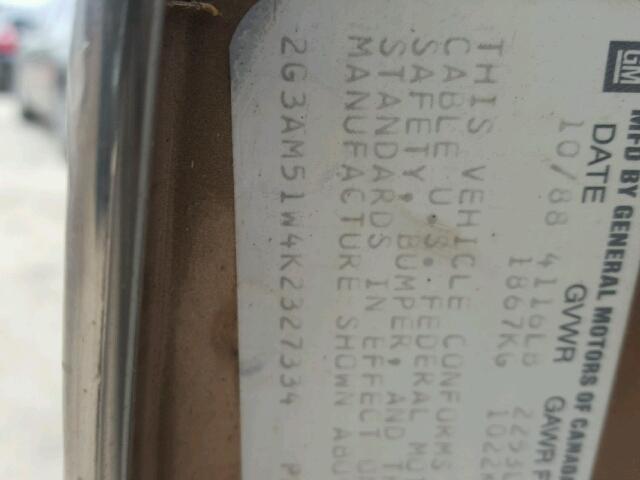 GM MFD BY GENERAL MOTORS OF CANADA
DATE GVWR GAWR
10/88 4116LB
1867KG
THIS VEHICLE CONFORMS
CABLE U.S. FEDERAL
SAFETY, BUMPER, AND
STANDARDS IN EFFECT
MANUFACTURE SHOWN
2G3AM51W4K2327334